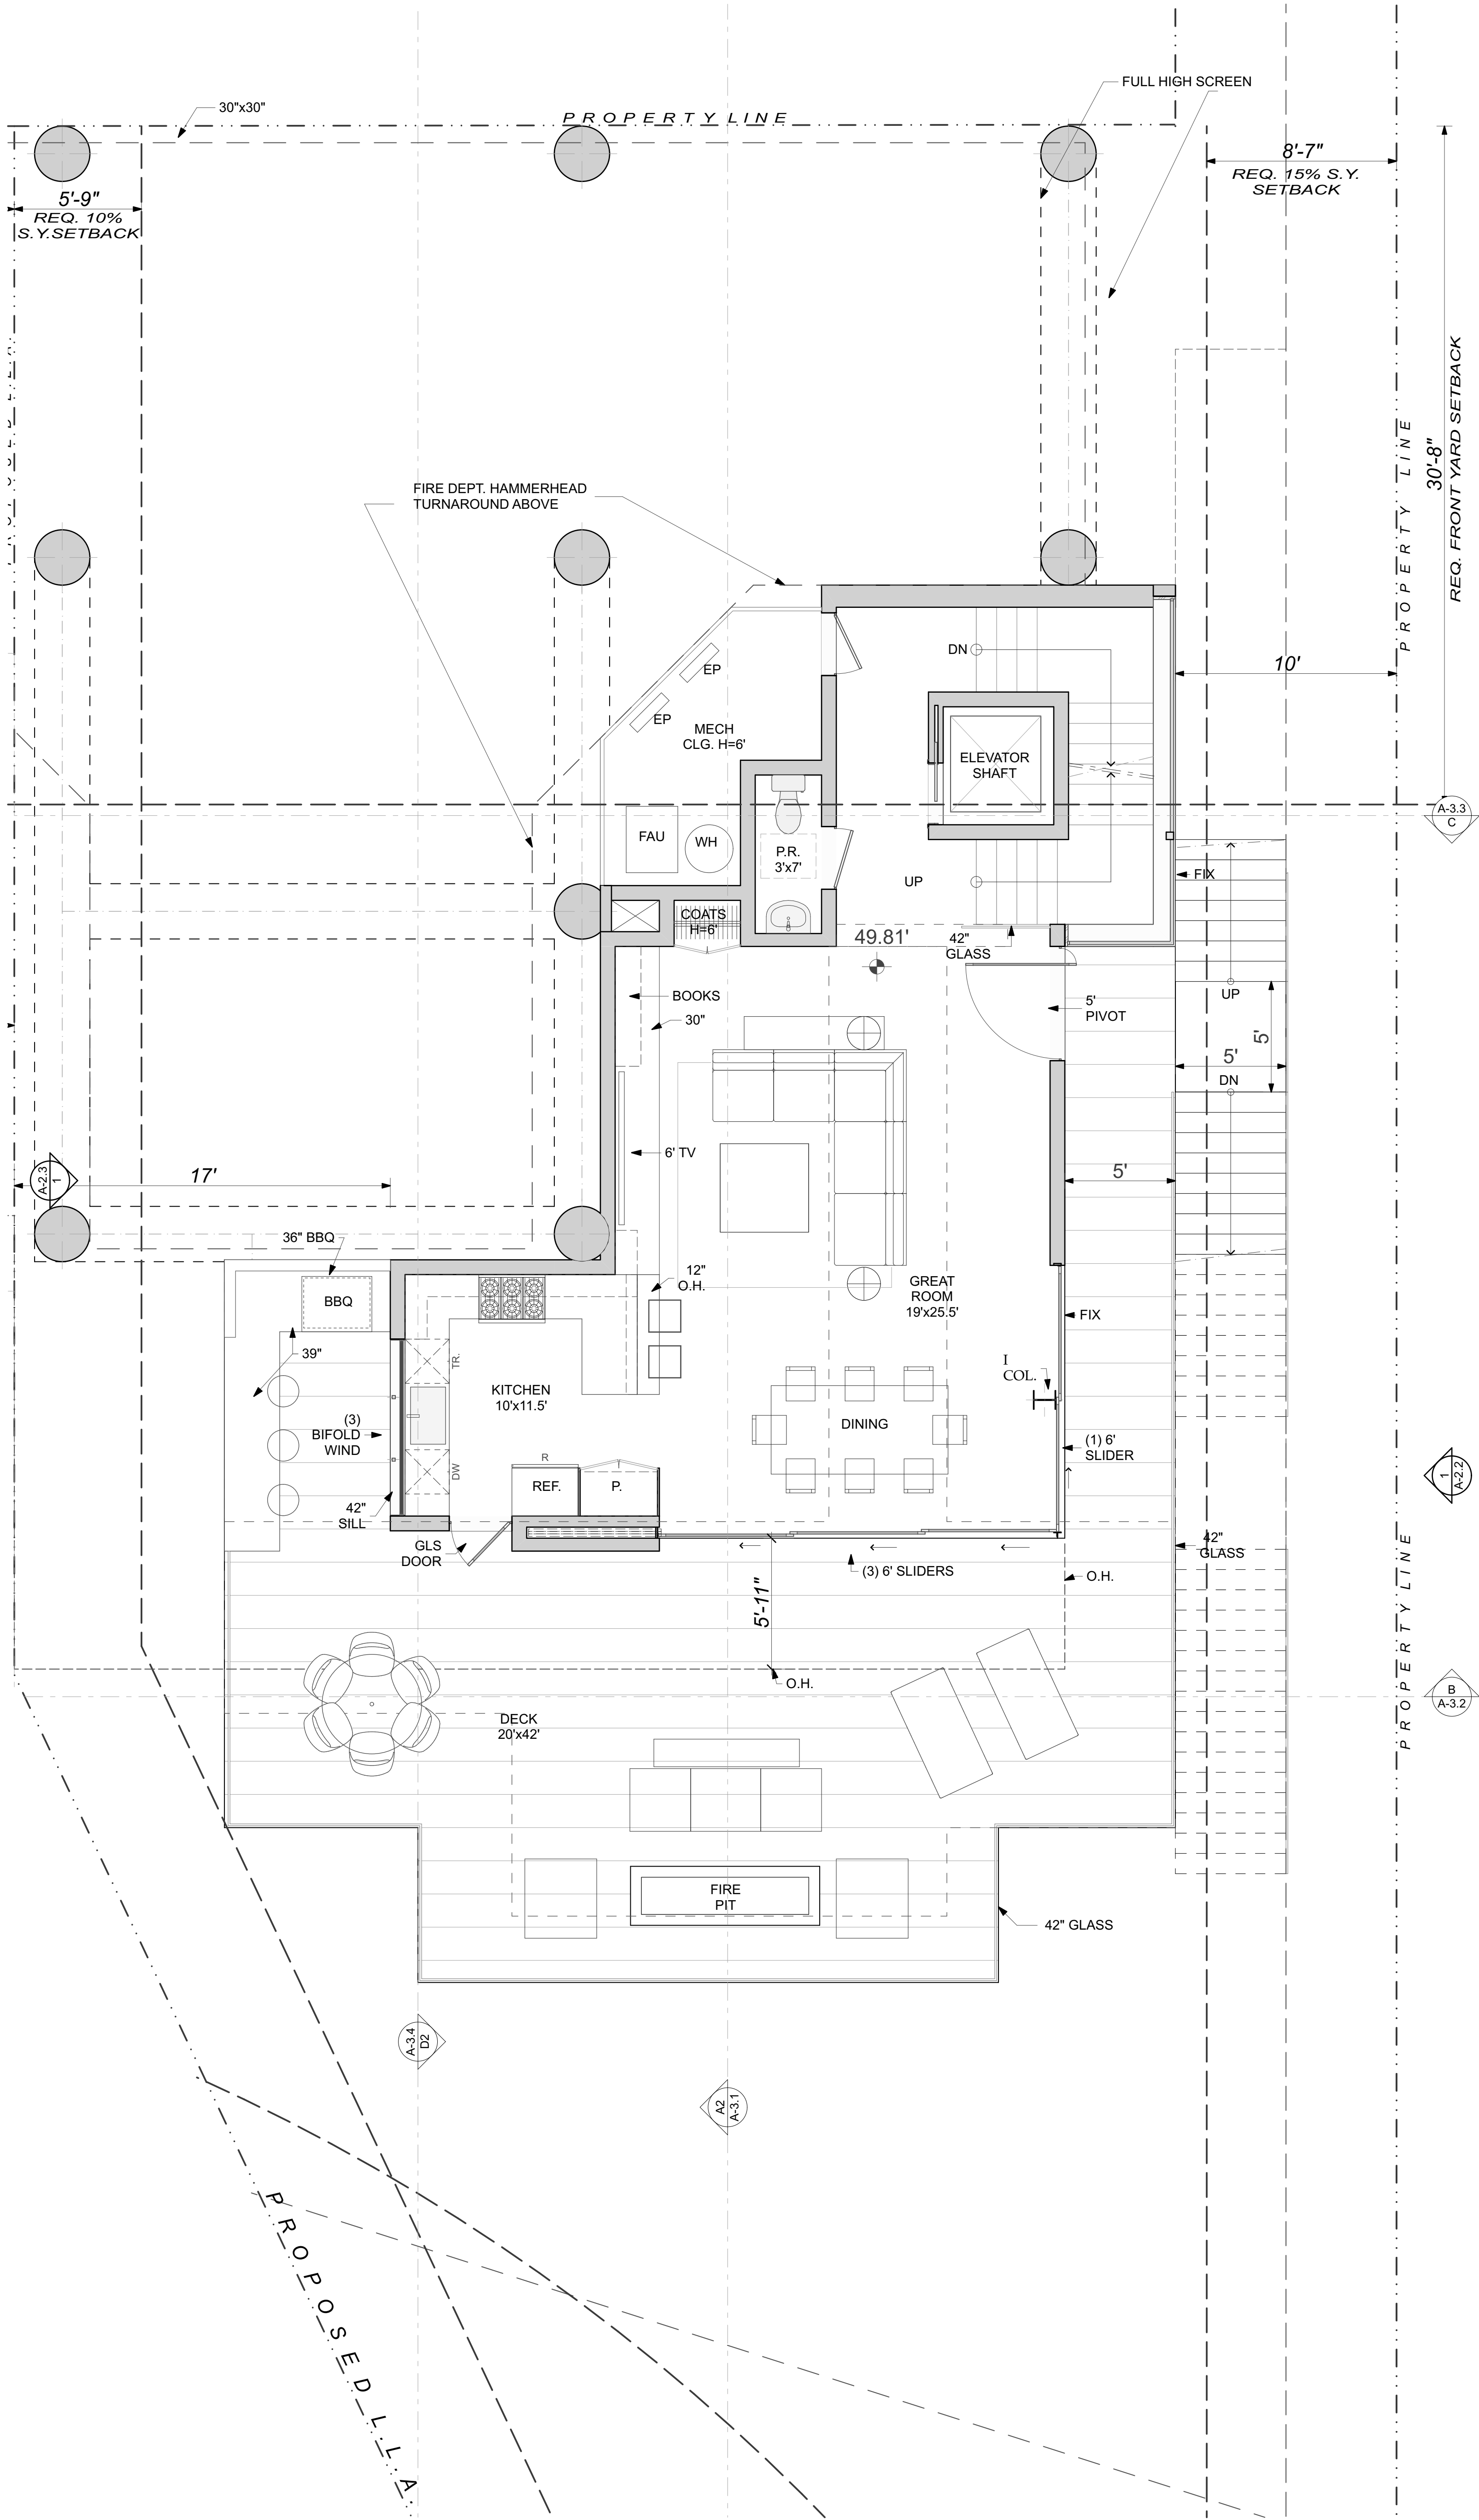 FULL HIGH SCREEN
30"x30"
PROPERTY LINE
8'-7"
REQ. 15% S.Y.
SETBACK
5'-9"
REQ. 10%
S.Y.SETBACK
30'-8"
REQ. FRONT YARD SETBACK
PROPERTY LINE
FIRE DEPT. HAMMERHEAD
TURNAROUND ABOVE
DN
10'
EP
EP
MECH
CLG. H=6'
ELEVATOR
SHAFT
A-3.3
C
FAU
WH
P.R.
3'x7'
UP
FIX
COATS
H=6'
49.81'
42"
GLASS
BOOKS
30"
5'
PIVOT
UP
5'
5'
DN
6' TV
5'
A-2.3
1
17'
36" BBQ
BBQ
12"
O.H.
GREAT
ROOM
19'x25.5'
FIX
39"
TR.
I
COL.
KITCHEN
10'x11.5'
DINING
(3)
BIFOLD
WIND
(1) 6'
SLIDER
R
REF.
P.
DW
1
A-2.2
42"
SILL
GLS
DOOR
42"
GLASS
(3) 6' SLIDERS
O.H.
5'-11"
PROPERTY LINE
O.H.
B
A-3.2
DECK
20'x42'
FIRE
PIT
42" GLASS
A-3.4
D2
A2
A-3.1
PROPOSED L.L.A.